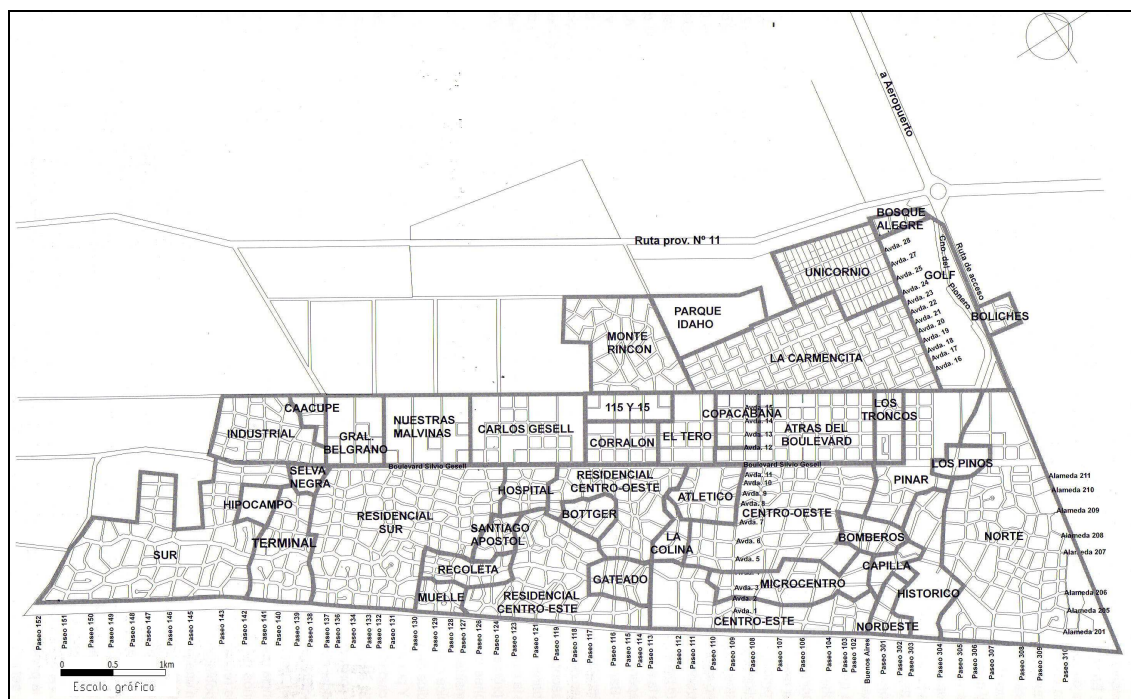 a Aeropuerto
Ruta prov. Nº 11
BOSQUE
ALEGRE
Avda. 28
Avda. 27
Avda. 25
Avda. 24
Avda. 23
Avda. 22
Avda. 21
Avda. 20
Avda. 19
Avda. 18
Avda. 17
Avda. 16
UNICORNIO
GOLF
Cno. del Pionero
Ruta de acceso
BOLICHES
PARQUE
IDAHO
MONTE
RINCON
LA CARMENCITA
CAACUPE
INDUSTRIAL
GRAL.
BELGRANO
NUESTRAS
MALVINAS
CARLOS GESELL
115 Y 15
CORRALON
EL TERO
COPACABANA
Avda. 15
Avda. 14
Avda. 13
Avda. 12
ATRAS DEL
BOULEVARD
LOS
TRONCOS
LOS PINOS
Boulevard Silvio Gesell
Boulevard Silvio Gesell
SELVA
NEGRA
HIPOCAMPO
TERMINAL
SUR
RESIDENCIAL
SUR
HOSPITAL
RESIDENCIAL
CENTRO-OESTE
BOTTGER
SANTIAGO
APOSTOL
RECOLETA
MUELLE
RESIDENCIAL
CENTRO-ESTE
GATEADO
LA
COLINA
ATLETICO
Avda. 11
Avda. 10
Avda. 9
Avda. 8
CENTRO-OESTE
Avda. 7
Avda. 6
Avda. 5
Avda. 3
Avda. 2
Avda. 1
MICROCENTRO
CENTRO-ESTE
PINAR
BOMBEROS
CAPILLA
HISTORICO
NORDESTE
NORTE
Alameda 211
Alameda 210
Alameda 209
Alameda 208
Alameda 207
Alameda 206
Alameda 205
Alameda 201
Paseo 152
Paseo 151
Paseo 150
Paseo 149
Paseo 148
Paseo 147
Paseo 146
Paseo 145
Paseo 143
Paseo 142
Paseo 141
Paseo 140
Paseo 139
Paseo 138
Paseo 137
Paseo 136
Paseo 134
Paseo 133
Paseo 132
Paseo 131
Paseo 130
Paseo 129
Paseo 128
Paseo 127
Paseo 126
Paseo 124
Paseo 123
Paseo 121
Paseo 119
Paseo 118
Paseo 117
Paseo 116
Paseo 115
Paseo 114
Paseo 113
Paseo 112
Paseo 111
Paseo 110
Paseo 109
Paseo 108
Paseo 107
Paseo 106
Paseo 104
Paseo 103
Paseo 102
Buenos Aires
Paseo 301
Paseo 302
Paseo 303
Paseo 304
Paseo 305
Paseo 306
Paseo 307
Paseo 308
Paseo 309
Paseo 310
0 0.5 1km
Escala gráfica